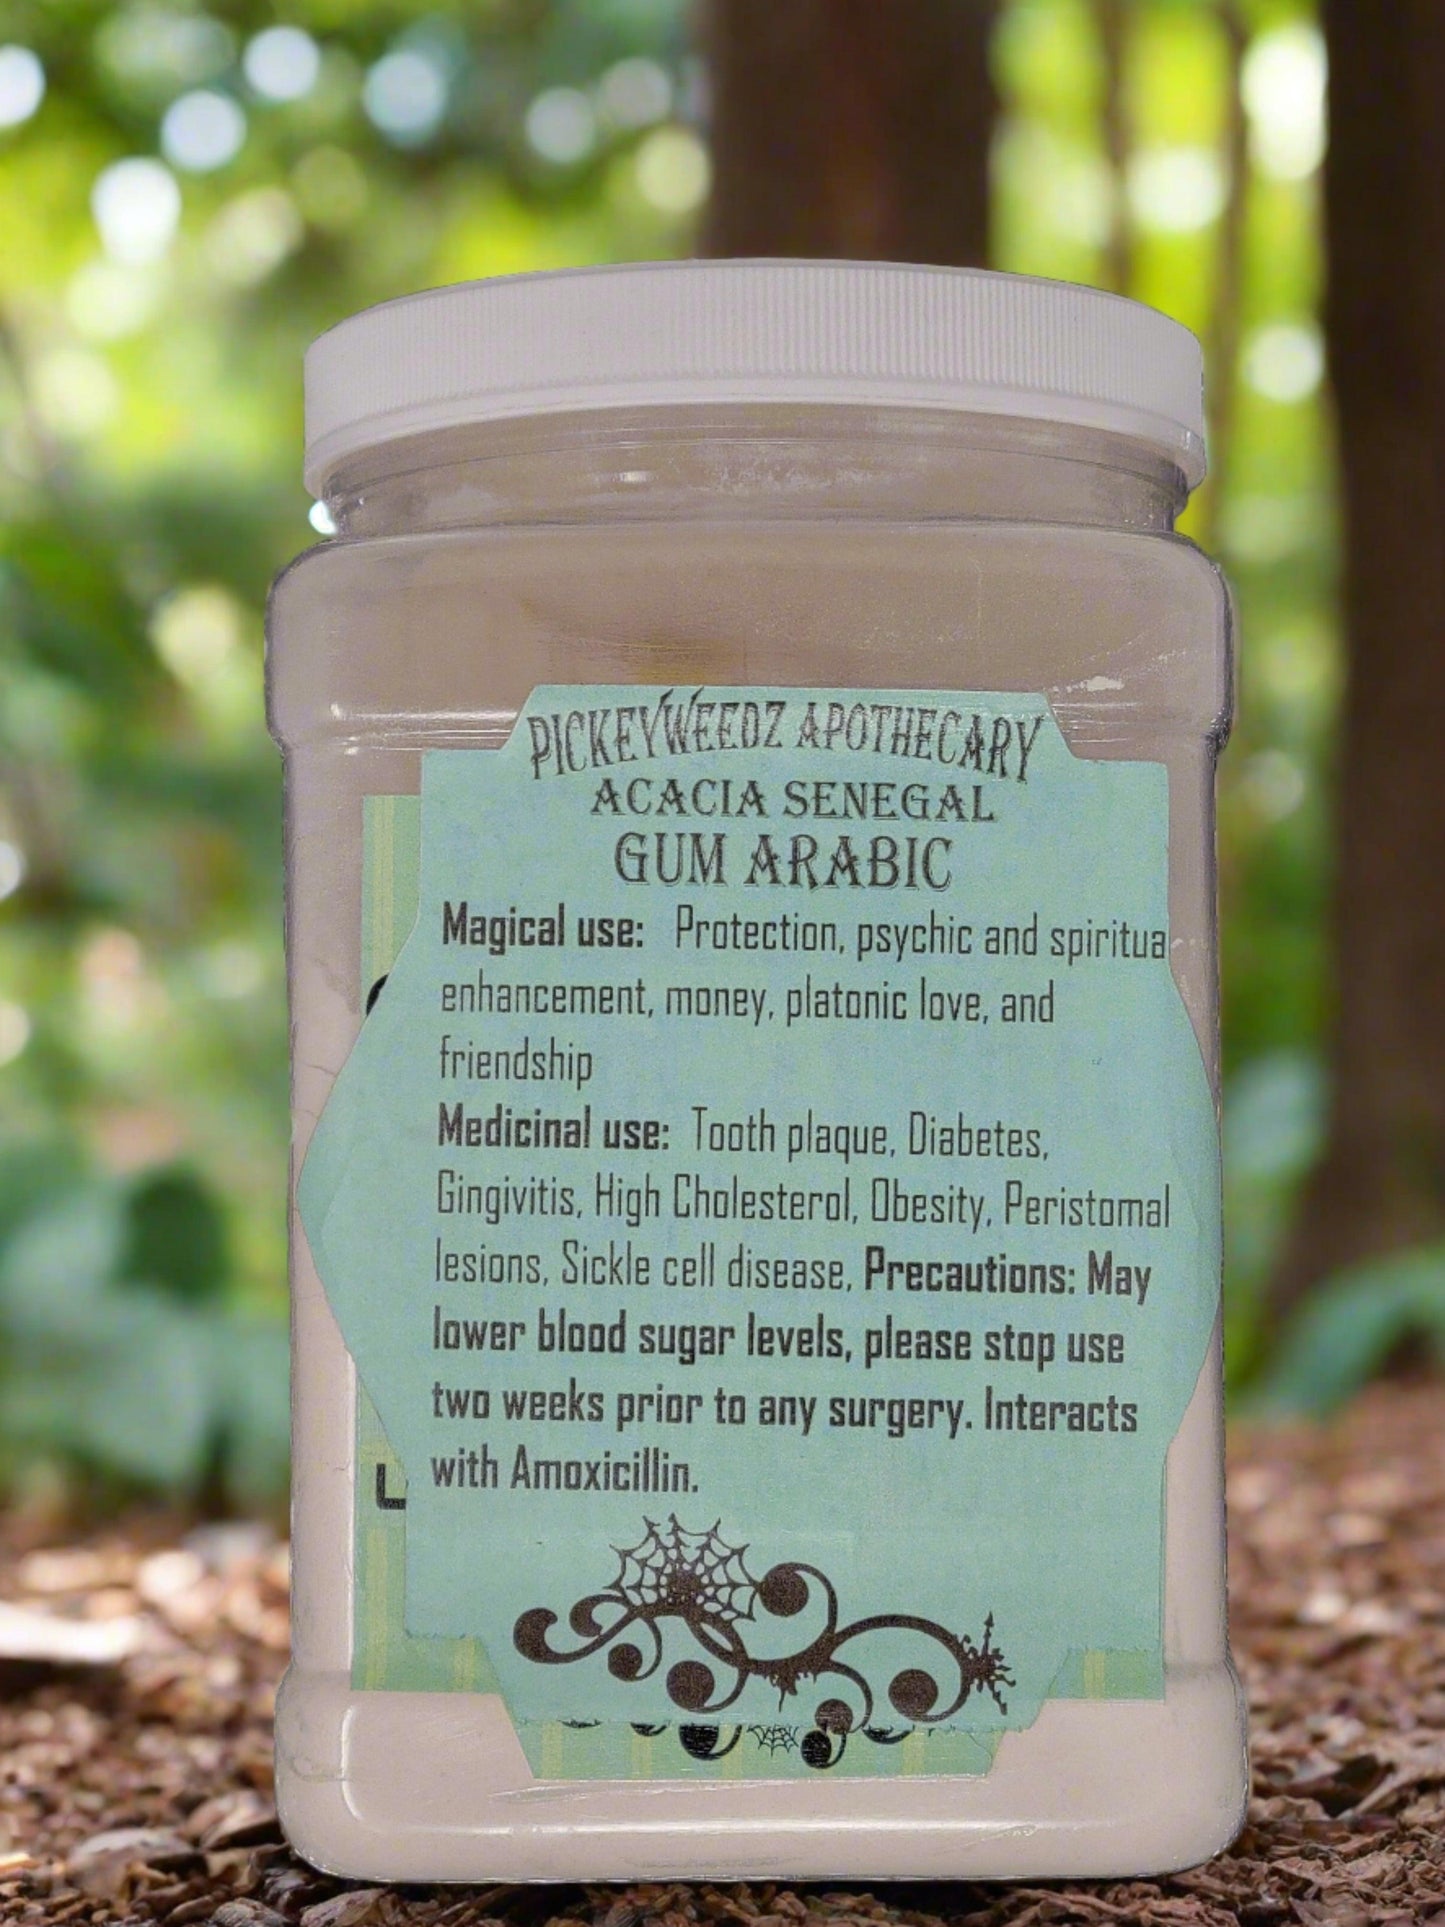 PICKEYWEEDZ APOTHECARY
ACACIA SENEGAL
GUM ARABIC
Magical use: Protection, psychic and spiritua
enhancement, money, platonic love, and
friendship
Medicinal use: Tooth plaque, Diabetes,
Gingivitis, High Cholesterol, Obesity, Peristomal
lesions, Sickle cell disease, Precautions: May
lower blood sugar levels, please stop use
two weeks prior to any surgery. Interacts
with Amoxicillin.
L